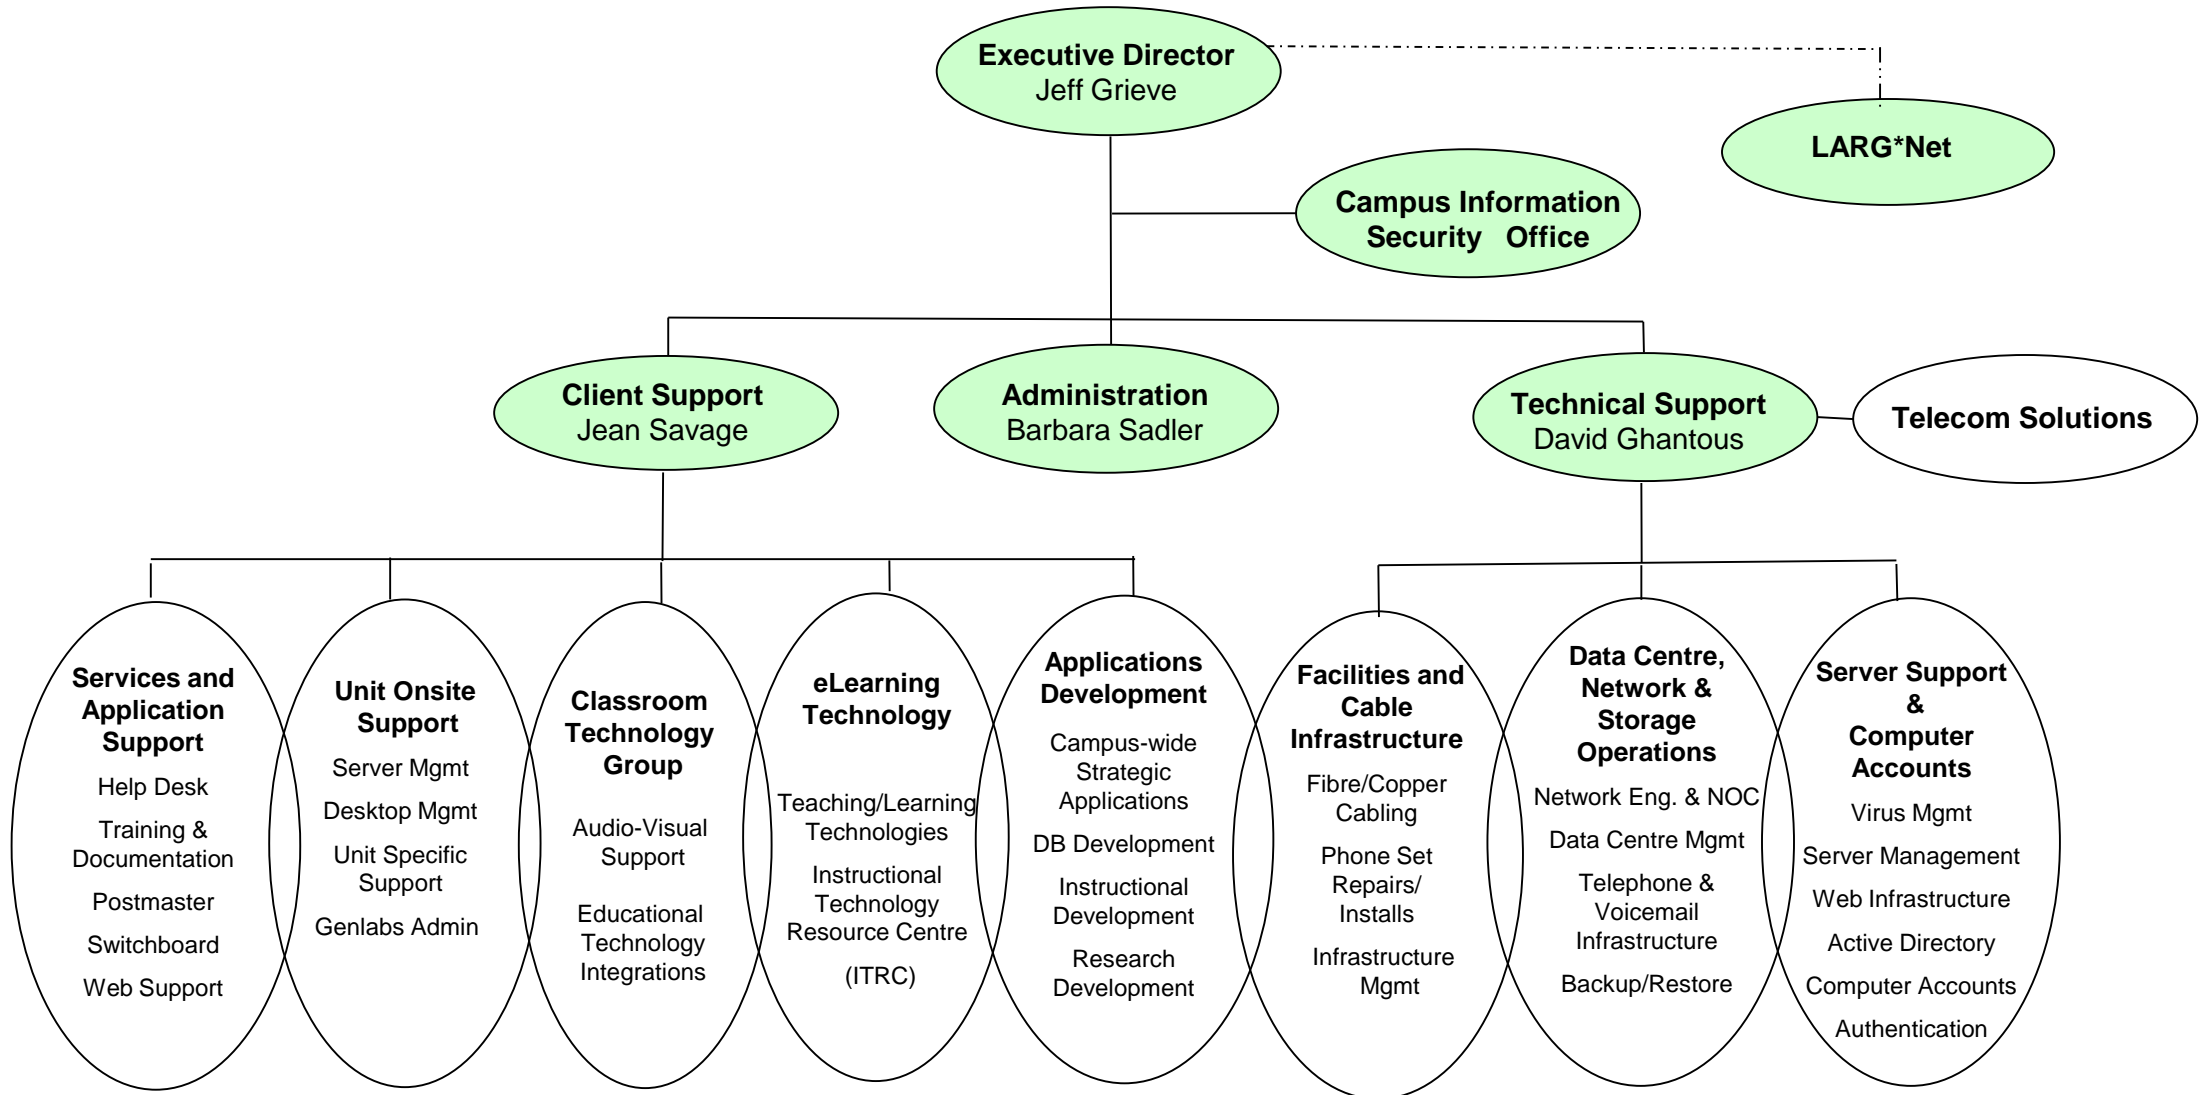 Executive Director
Jeff Grieve
LARG*Net
Campus Information
Security Office
Client Support
Jean Savage
Administration
Barbara Sadler
Technical Support
David Ghantous
Telecom Solutions
Services and
Application
Support
Help Desk
Training &
Documentation
Postmaster
Switchboard
Web Support
Unit Onsite
Support
Server Mgmt
Desktop Mgmt
Unit Specific
Support
Genlabs Admin
Classroom
Technology
Group
Audio-Visual
Support
Educational
Technology
Integrations
eLearning
Technology
Teaching/Learning
Technologies
Instructional
Technology
Resource Centre
(ITRC)
Applications
Development
Campus-wide
Strategic
Applications
DB Development
Instructional
Development
Research
Development
Facilities and
Cable
Infrastructure
Fibre/Copper
Cabling
Phone Set
Repairs/
Installs
Infrastructure
Mgmt
Data Centre,
Network &
Storage
Operations
Network Eng. & NOC
Data Centre Mgmt
Telephone &
Voicemail
Infrastructure
Backup/Restore
Server Support
&
Computer
Accounts
Virus Mgmt
Server Management
Web Infrastructure
Active Directory
Computer Accounts
Authentication